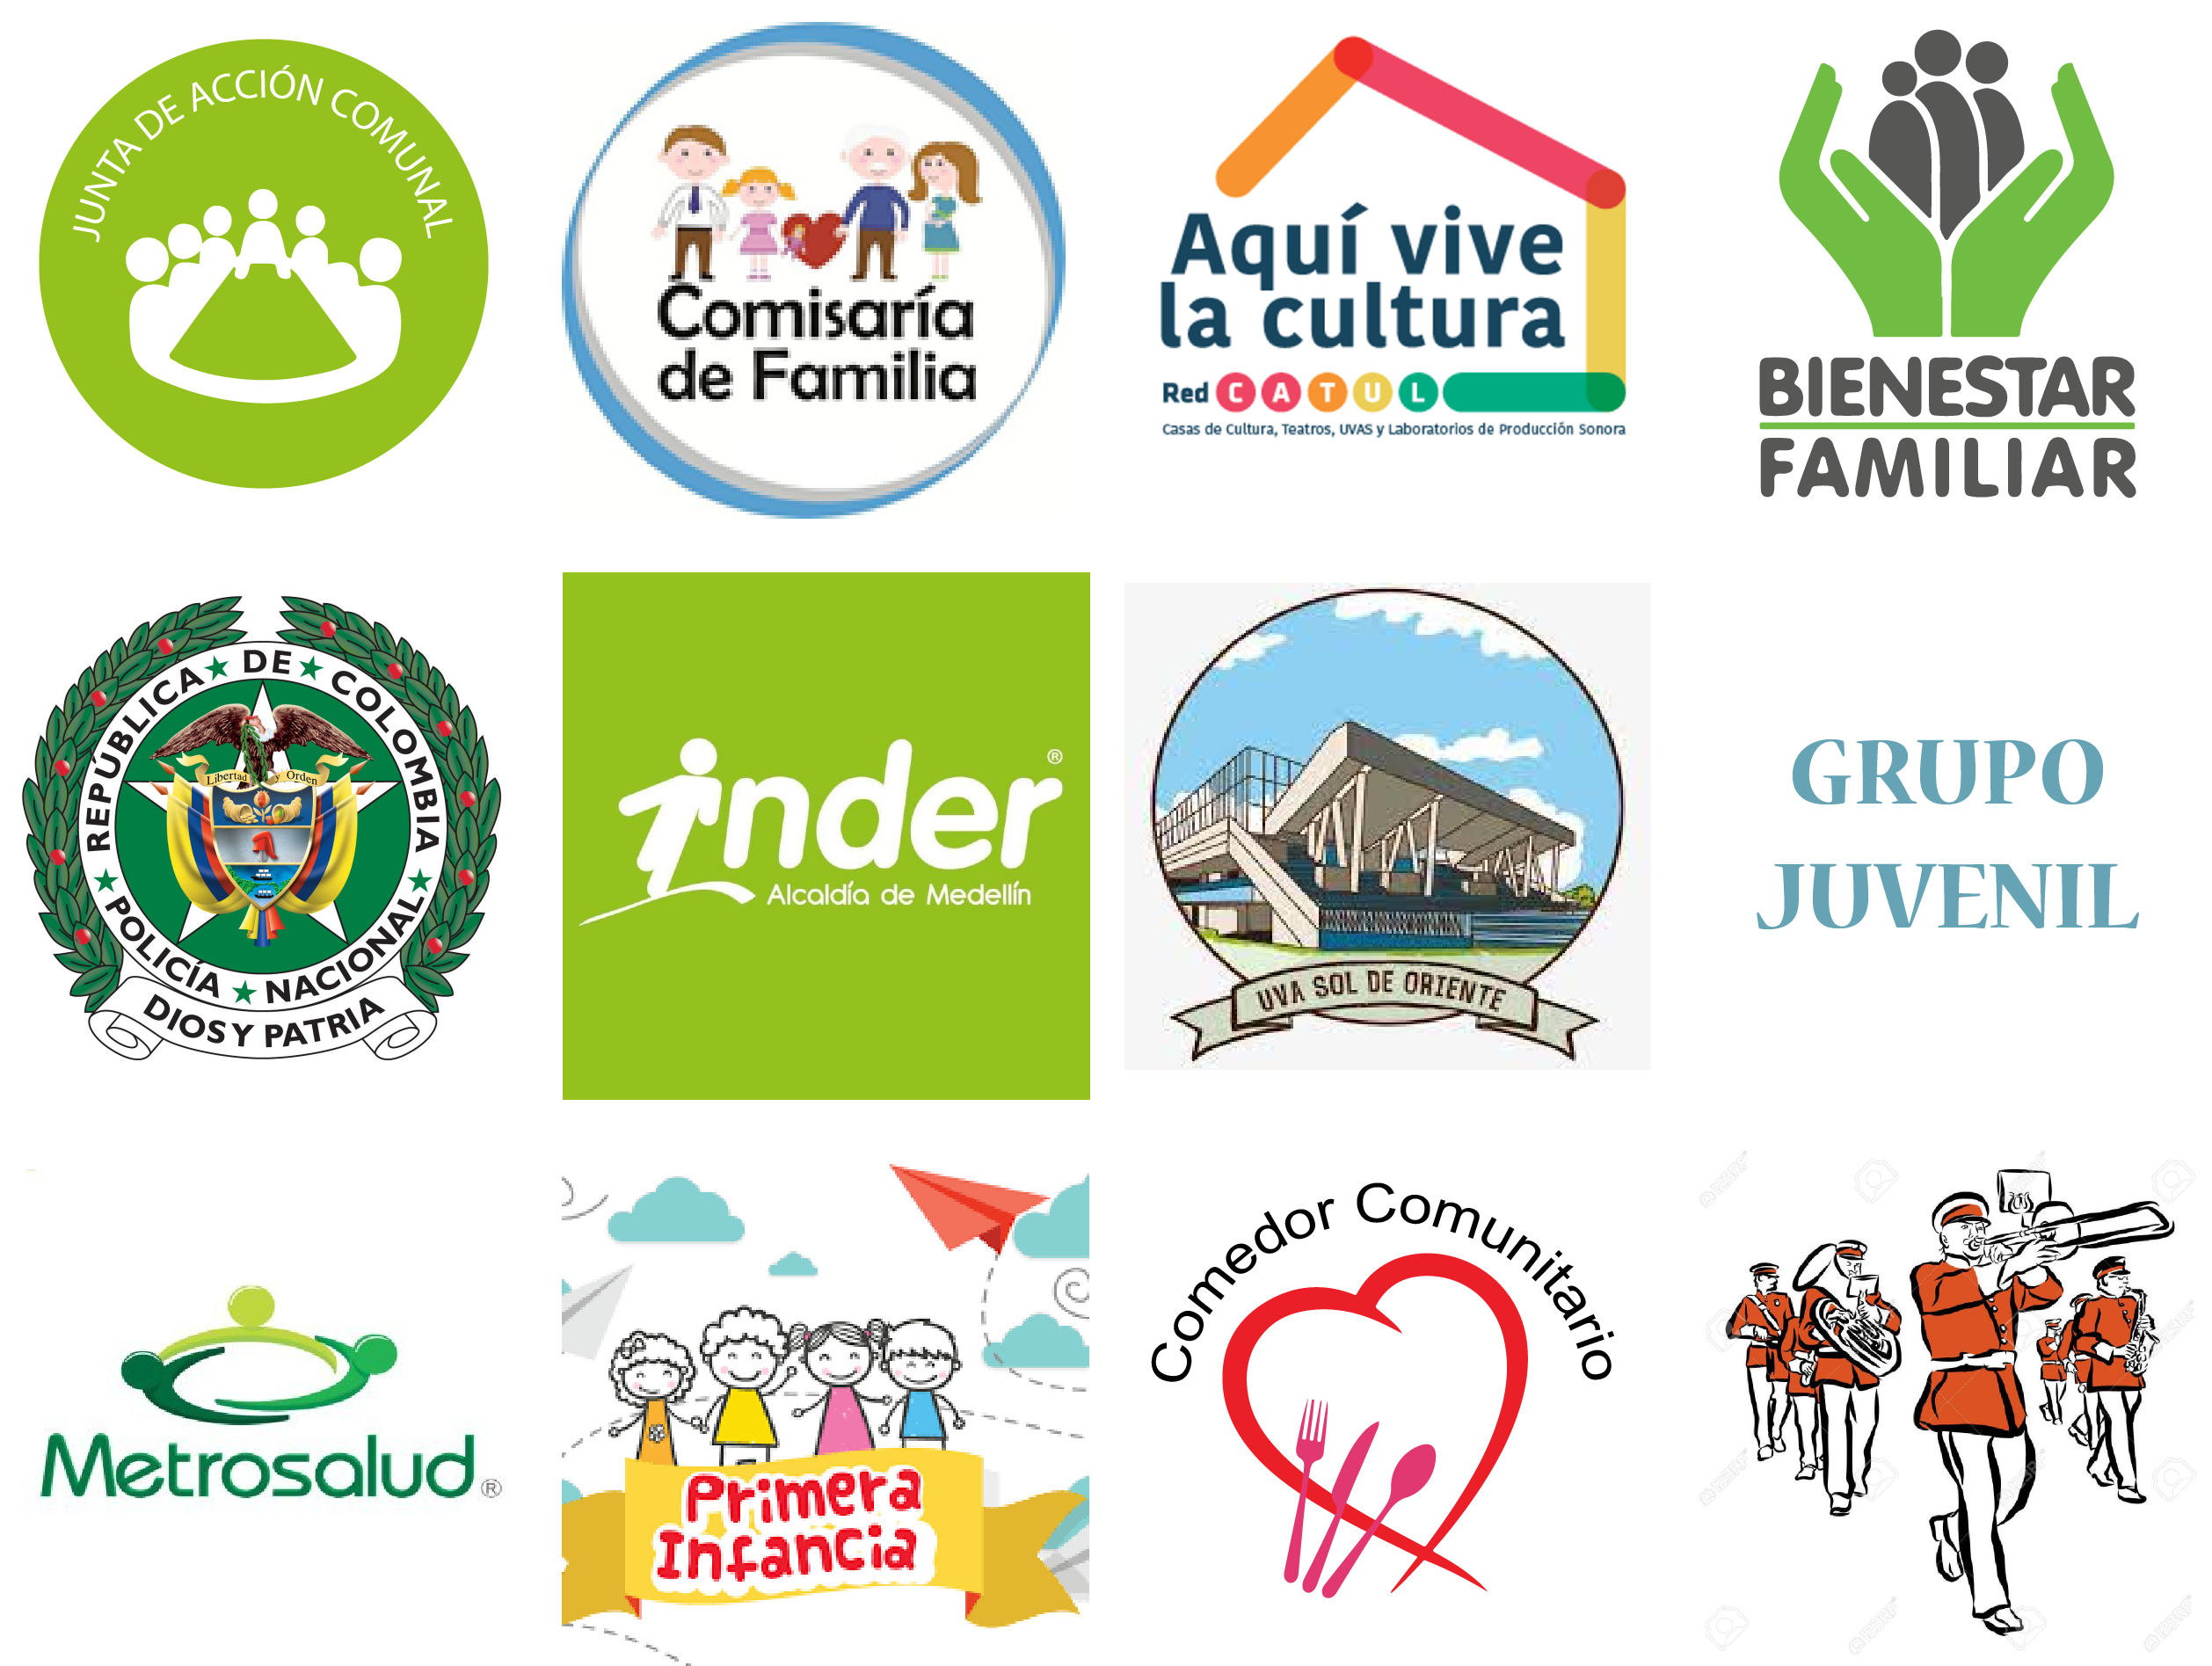 JUNTA DE ACCIÓN COMUNAL
Comisaría
de Familia
Aquí vive
la cultura
Red CATUL
Casas de Cultura, Teatros, UVAS y Laboratorios de Producción Sonora
BIENESTAR
FAMILIAR
REPÚBLICA DE COLOMBIA
Libertad y Orden
POLICÍA NACIONAL
DIOS Y PATRIA
inder ®
Alcaldía de Medellín
UVA SOL DE ORIENTE
GRUPO
JUVENIL
Metrosalud ®
Primera
Infancia
Comedor Comunitario